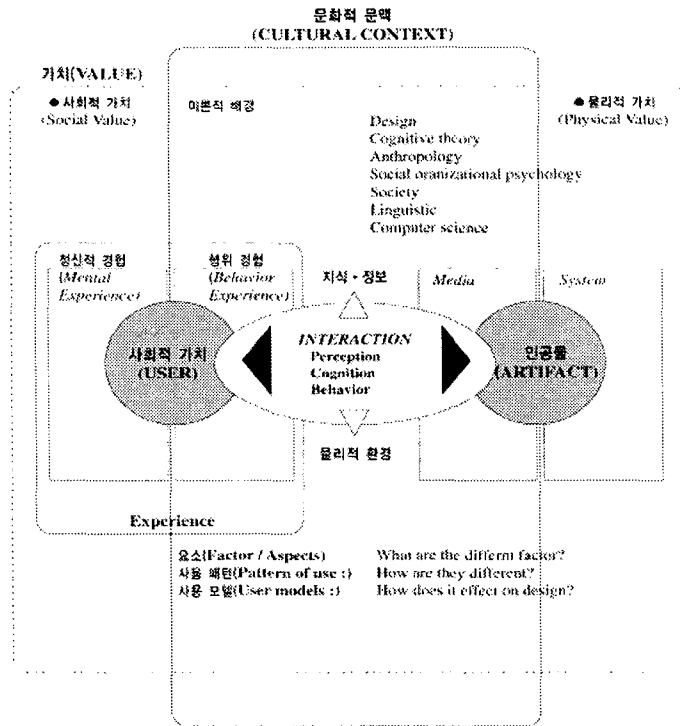 문화적 문맥
(CULTURAL CONTEXT)
가치(VALUE)
●사회적 가치
(Social Value)
이론적 배경
●물리적 가치
(Physical Value)
Design
Cognitive theory
Anthropology
Social oranizational psychology
Society
Linguistic
Computer science
정신적 경험
(Mental
Experience)
행위 경험
(Behavior
Experience)
지식・정보
Media
System
사회적 가치
(USER)
INTERACTION
Perception
Cngnition
Behavior
인공물
(ARTIFACT)
물리적 환경
Experience
요소(Factor / Aspects) What are the differm factor?
사용 패턴(Pattern of use :) How are they different?
사용 모델(User models :) How does it effect on design?